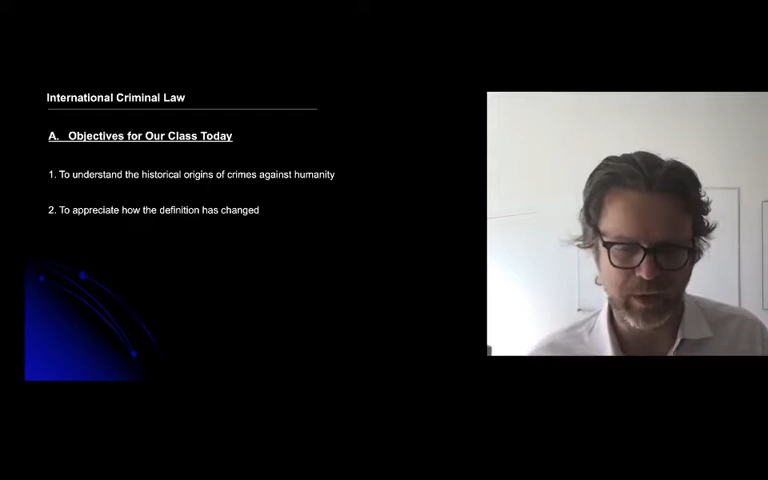 International Criminal Law
A. Objectives for Our Class Today
1. To understand the historical origins of crimes against humanity
2. To appreciate how the definition has changed